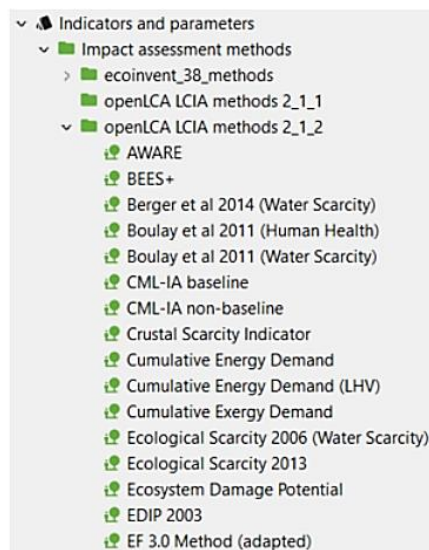 Indicators and parameters
Impact assessment methods
ecoinvent_38_methods
openLCA LCIA methods 2_1_1
openLCA LCIA methods 2_1_2
AWARE
BEES+
Berger et al 2014 (Water Scarcity)
Boulay et al 2011 (Human Health)
Boulay et al 2011 (Water Scarcity)
CML-IA baseline
CML-IA non-baseline
Crustal Scarcity Indicator
Cumulative Energy Demand
Cumulative Energy Demand (LHV)
Cumulative Exergy Demand
Ecological Scarcity 2006 (Water Scarcity)
Ecological Scarcity 2013
Ecosystem Damage Potential
EDIP 2003
EF 3.0 Method (adapted)